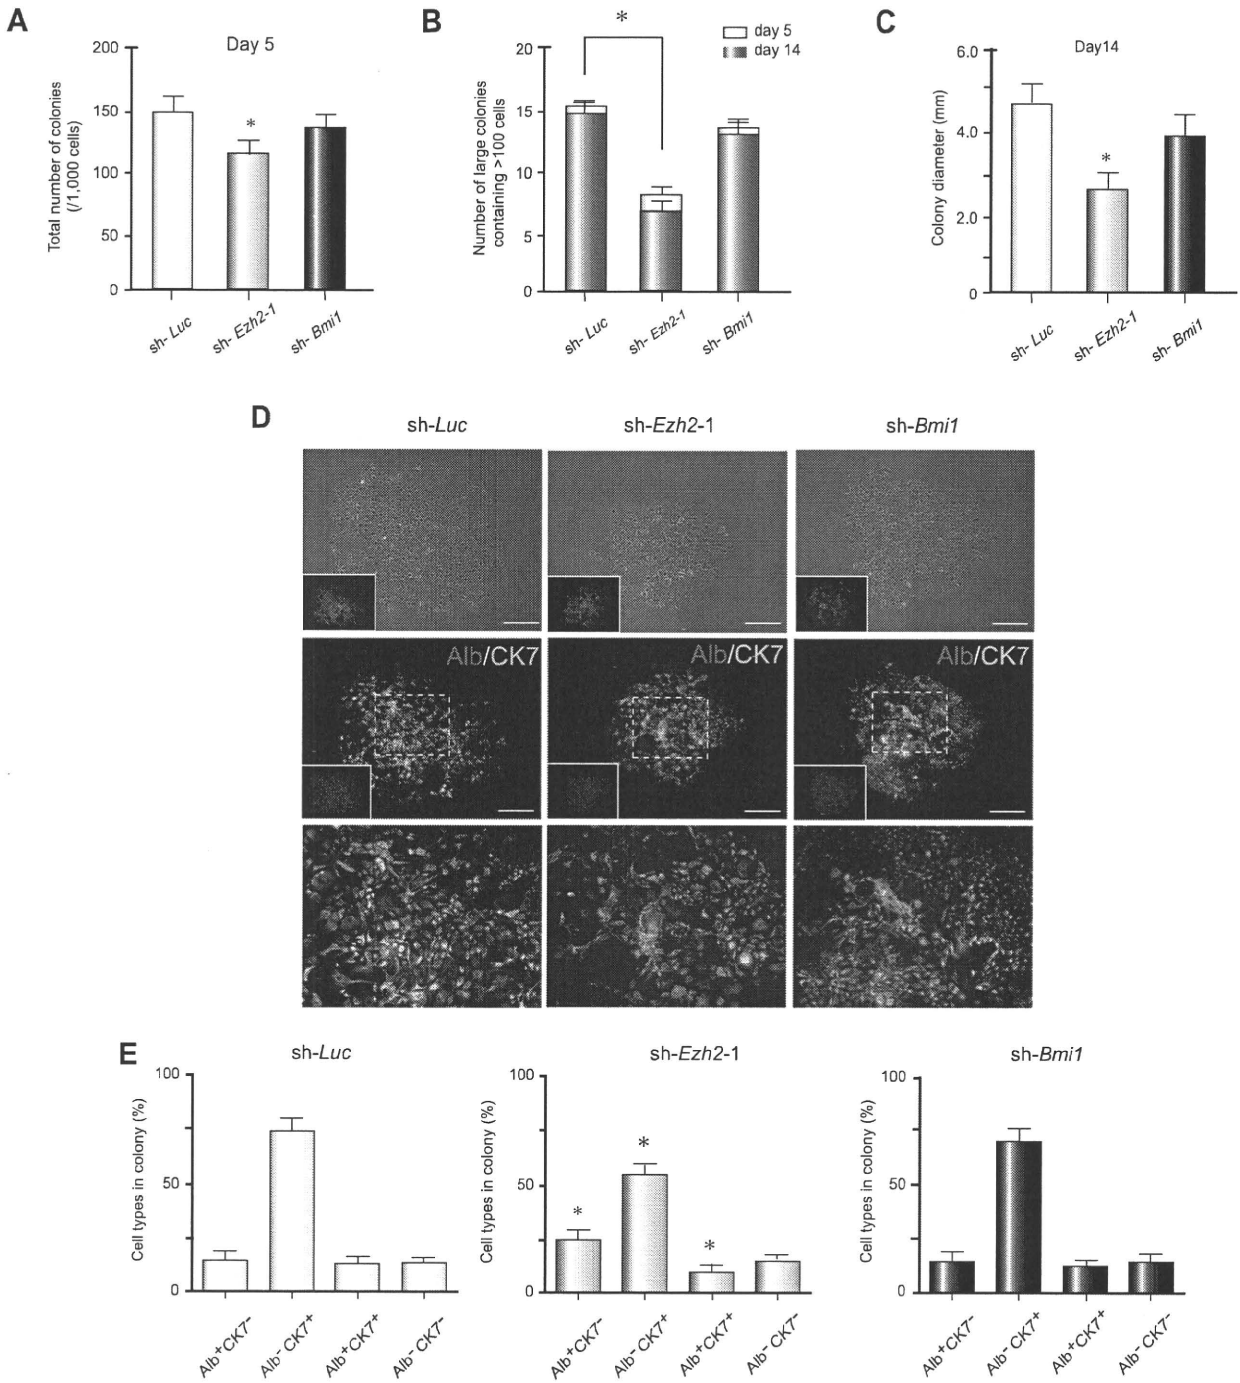 A
Day 5
Total number of colonies
(/1,000 cells)
200
150
100
50
0
*
sh- Luc
sh- Ezh2-1
sh- Bmi1
B
*
day 5
day 14
Number of large colonies
containing >100 cells
20
15
10
5
0
sh- Luc
sh- Ezh2-1
sh- Bmi1
C
Day14
Colony diameter (mm)
6.0
4.0
2.0
0
*
sh- Luc
sh- Ezh2-1
sh- Bmi1
D
sh-Luc
sh-Ezh2-1
sh-Bmi1
Alb/CK7
Alb/CK7
Alb/CK7
E
sh-Luc
Cell types in colony (%)
100
50
0
Alb⁺CK7⁻
Alb⁻CK7⁺
Alb⁺CK7⁺
Alb⁻CK7⁻
sh-Ezh2-1
Cell types in colony (%)
100
50
0
*
*
*
Alb⁺CK7⁻
Alb⁻CK7⁺
Alb⁺CK7⁺
Alb⁻CK7⁻
sh-Bmi1
Cell types in colony (%)
100
50
0
Alb⁺CK7⁻
Alb⁻CK7⁺
Alb⁺CK7⁺
Alb⁻CK7⁻